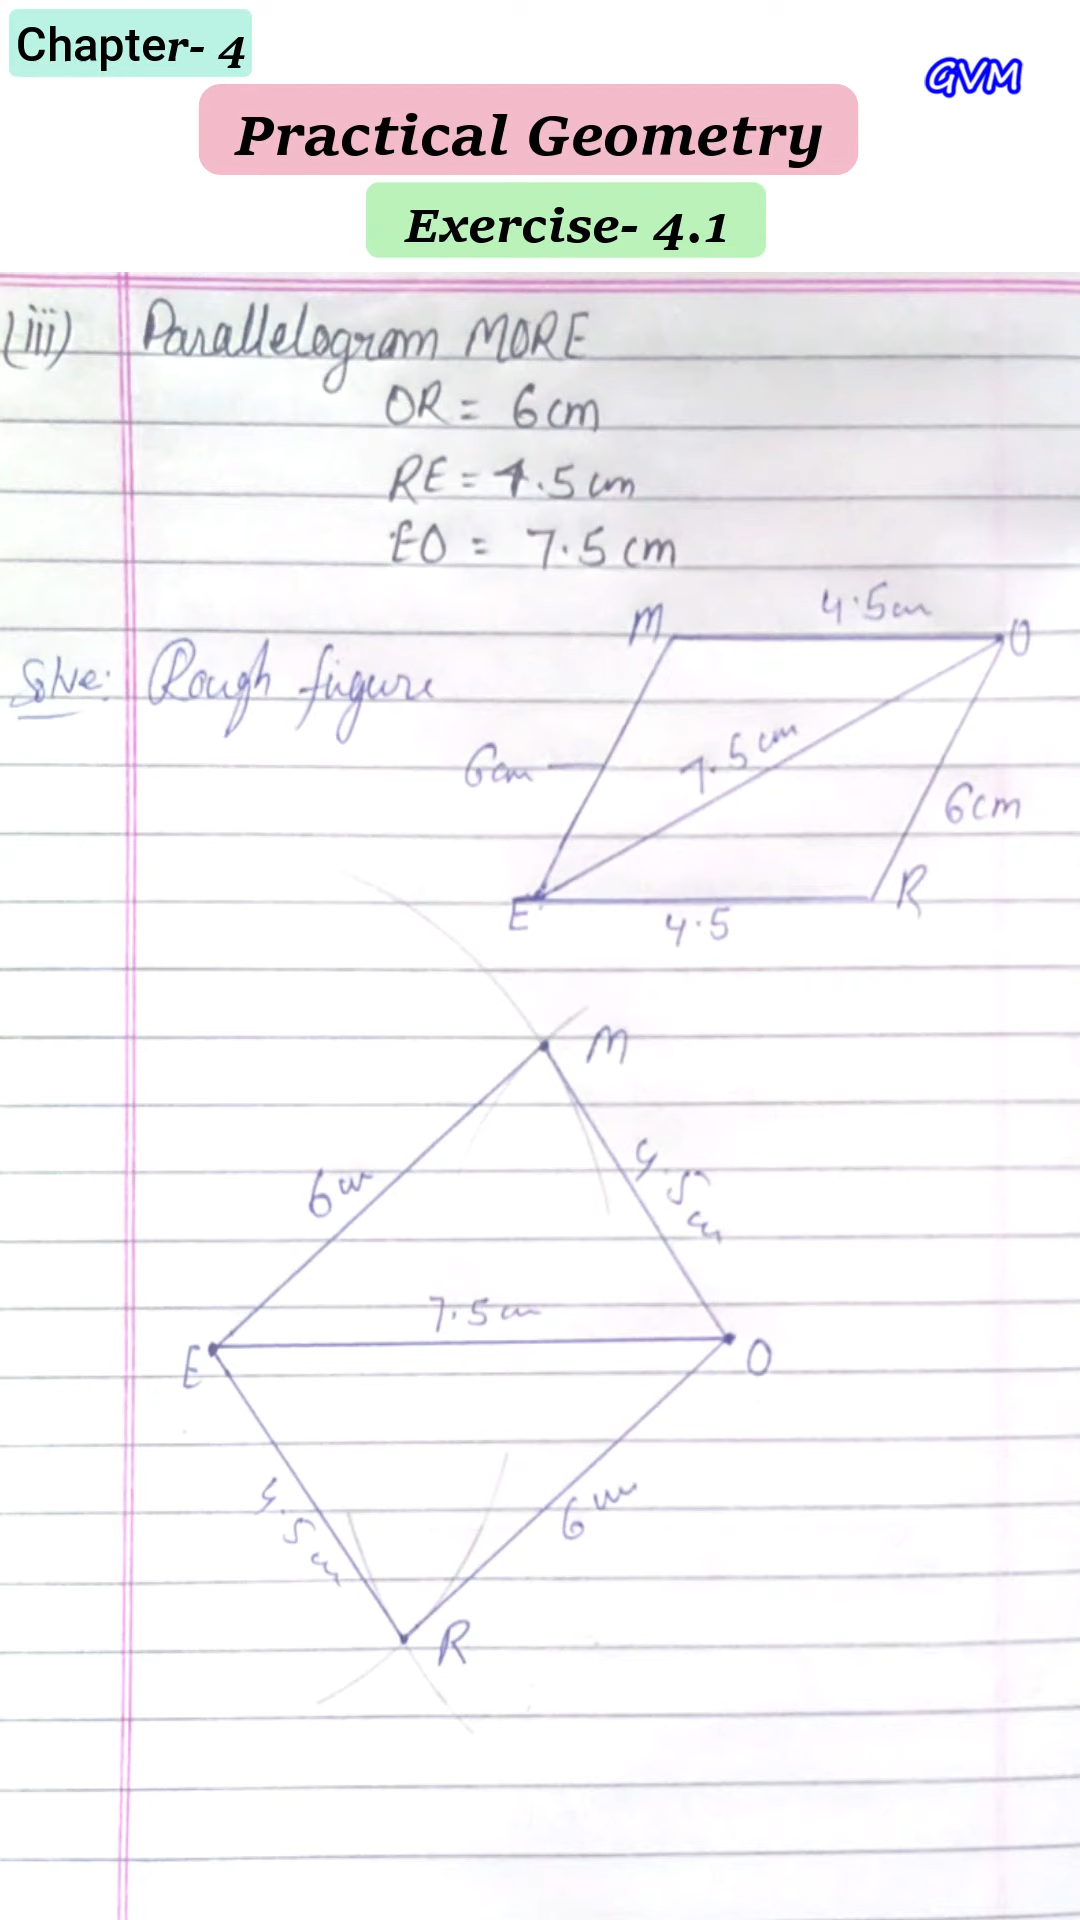 Chapter- 4
GVM
Practical Geometry
Exercise- 4.1
(iii) Parallelogram MORE
OR = 6cm
RE = 4.5cm
EO = 7.5cm
Solve: Rough figure
M
4.5cm
O
6cm
7.5cm
6cm
E
4.5
R
M
6cm
4.5cm
7.5cm
E
O
4.5cm
6cm
R